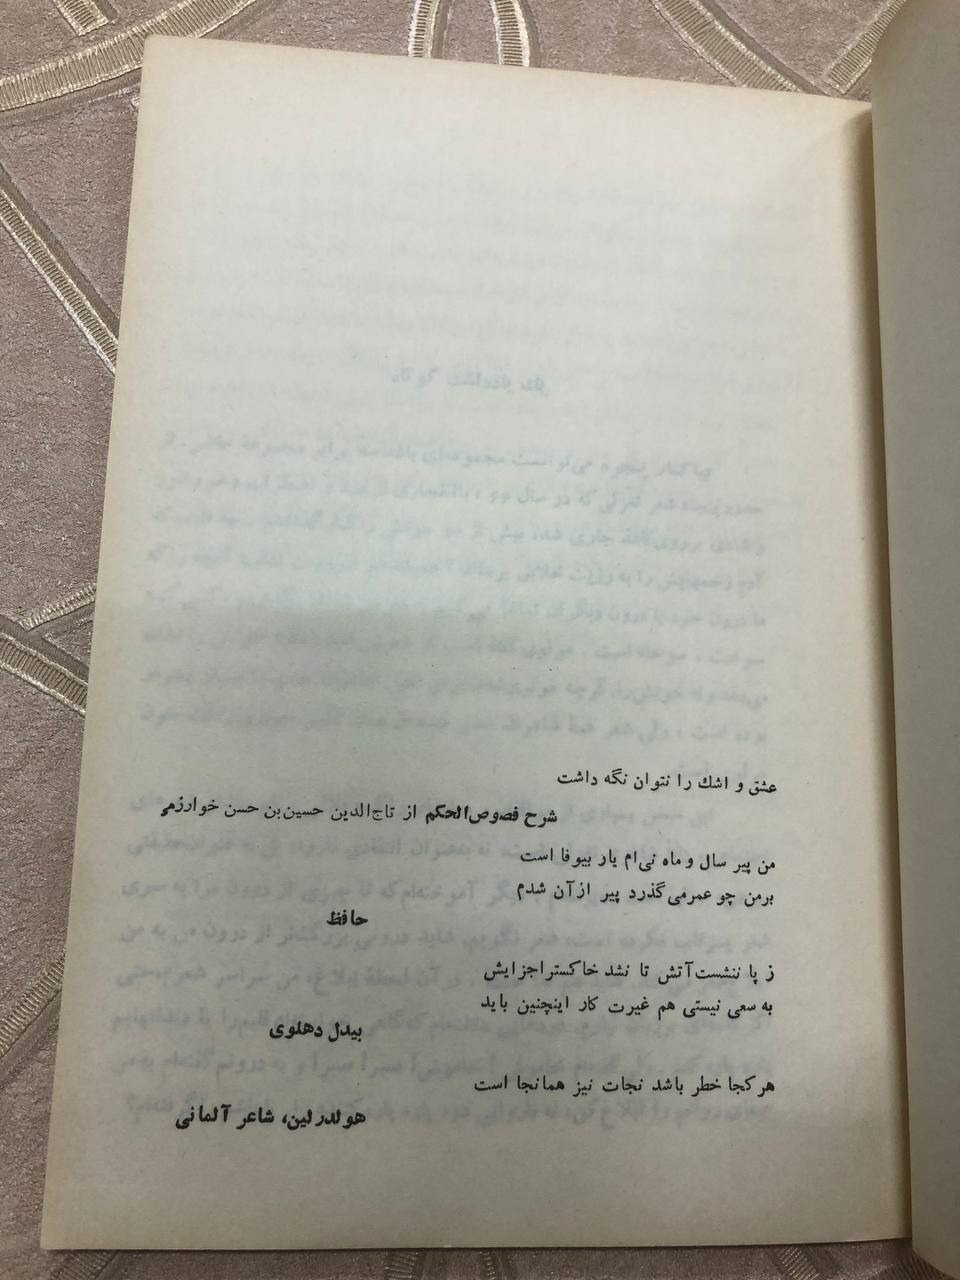 عشق و اشك را نتوان نگه داشت
شرح فصوص‌الحكم از تاج‌الدین حسین‌بن حسن خوارزمی
من پیر سال و ماه نی‌ام یار بیوفا است
برمن چو عمرمی‌گذرد پیر ازآن شدم
حافظ
ز پا ننشست‌آتش تا نشد خاکستراجزایش
به سعی نیستی هم غیرت کار اینچنین باید
بیدل دهلوی
هرکجا خطر باشد نجات نیز همانجا است
هولدرلین، شاعر آلمانی